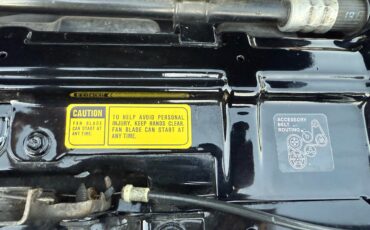 CAUTION
FAN BLADE
CAN START AT
ANY TIME.
TO HELP AVOID PERSONAL
INJURY, KEEP HANDS CLEAR.
FAN BLADE CAN START AT
ANY TIME.
ACCESSORY
BELT
ROUTING